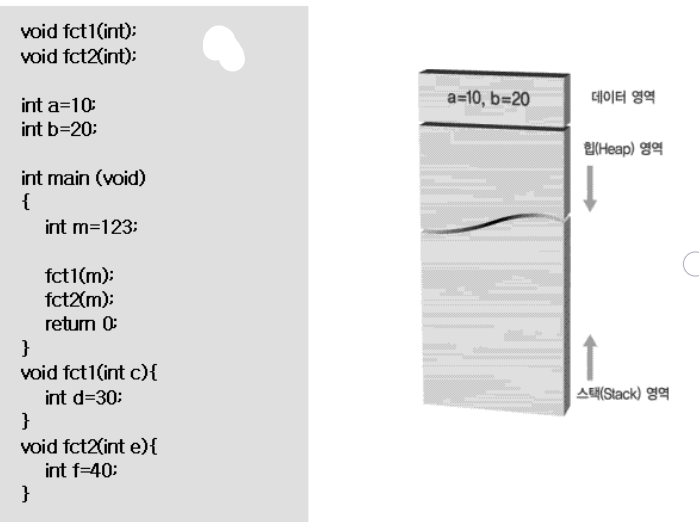 void fct1(int);
void fct2(int);
int a=10;
int b=20;
int main (void)
{
int m=123;
fct1(m);
fct2(m);
return 0;
}
void fct1(int c){
int d=30;
}
void fct2(int e){
int f=40;
}
a=10, b=20
데이터 영역
힙(Heap) 영역
스택(Stack) 영역